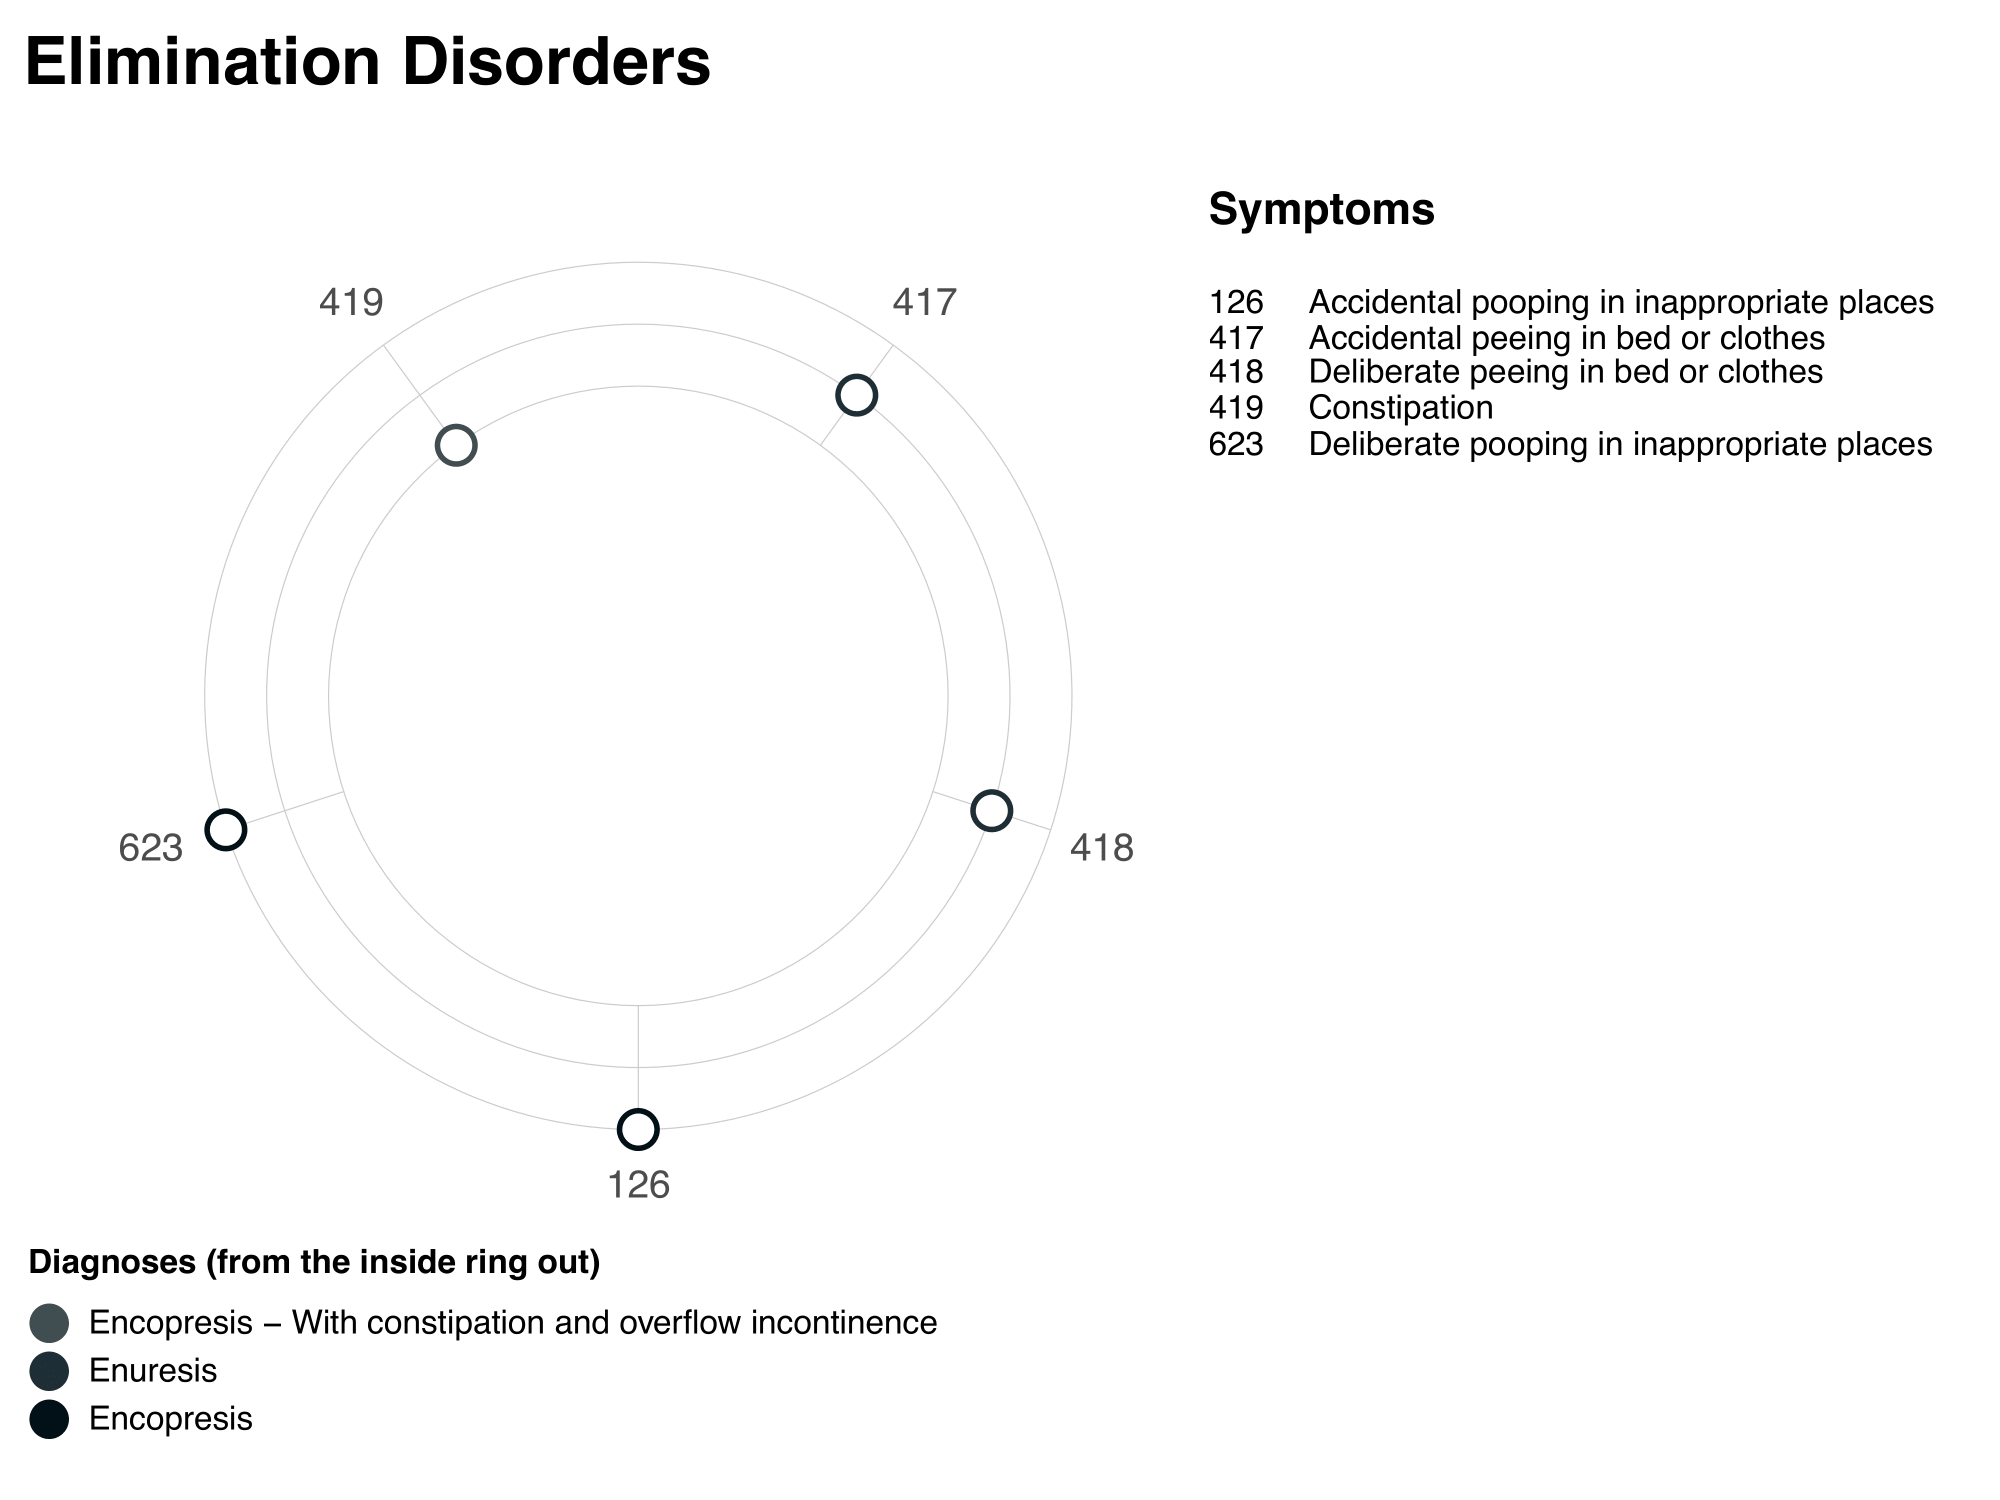 Elimination Disorders
419
417
623
418
126
Symptoms
126 Accidental pooping in inappropriate places
417 Accidental peeing in bed or clothes
418 Deliberate peeing in bed or clothes
419 Constipation
623 Deliberate pooping in inappropriate places
Diagnoses (from the inside ring out)
Encopresis – With constipation and overflow incontinence
Enuresis
Encopresis